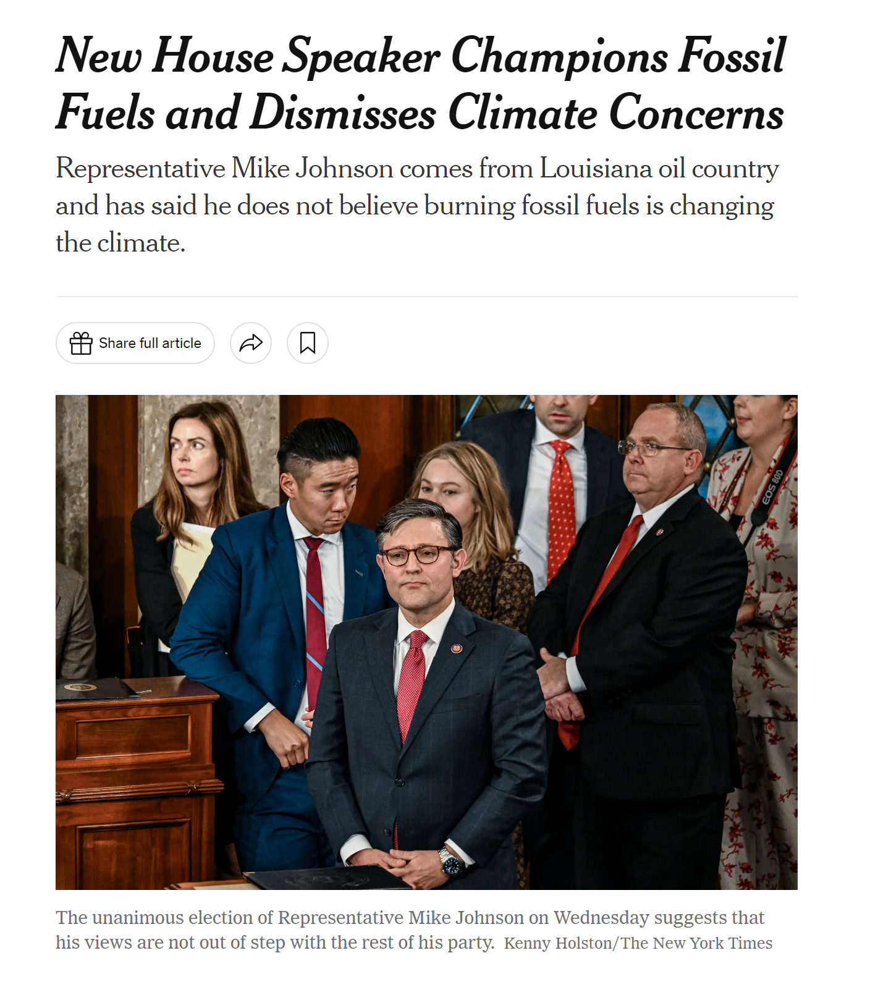 New House Speaker Champions Fossil
Fuels and Dismisses Climate Concerns
Representative Mike Johnson comes from Louisiana oil country
and has said he does not believe burning fossil fuels is changing
the climate.
Share full article
EOS 80D
The unanimous election of Representative Mike Johnson on Wednesday suggests that
his views are not out of step with the rest of his party. Kenny Holston/The New York Times